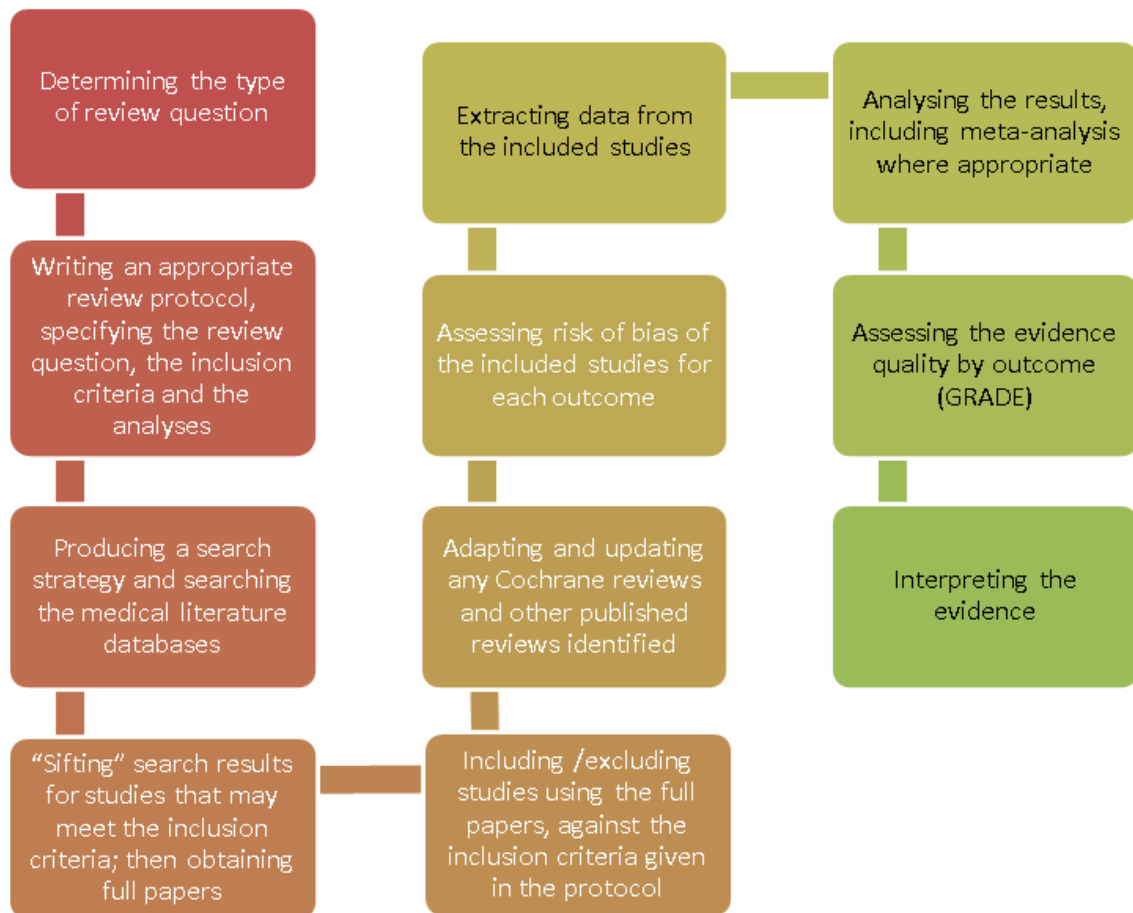 Determining the type
of review question
Writing an appropriate
review protocol,
specifying the review
question, the inclusion
criteria and the
analyses
Producing a search
strategy and searching
the medical literature
databases
“Sifting” search results
for studies that may
meet the inclusion
criteria; then obtaining
full papers
Including /excluding
studies using the full
papers, against the
inclusion criteria given
in the protocol
Adapting and updating
any Cochrane reviews
and other published
reviews identified
Assessing risk of bias of
the included studies for
each outcome
Extracting data from
the included studies
Analysing the results,
including meta-analysis
where appropriate
Assessing the evidence
quality by outcome
(GRADE)
Interpreting the
evidence